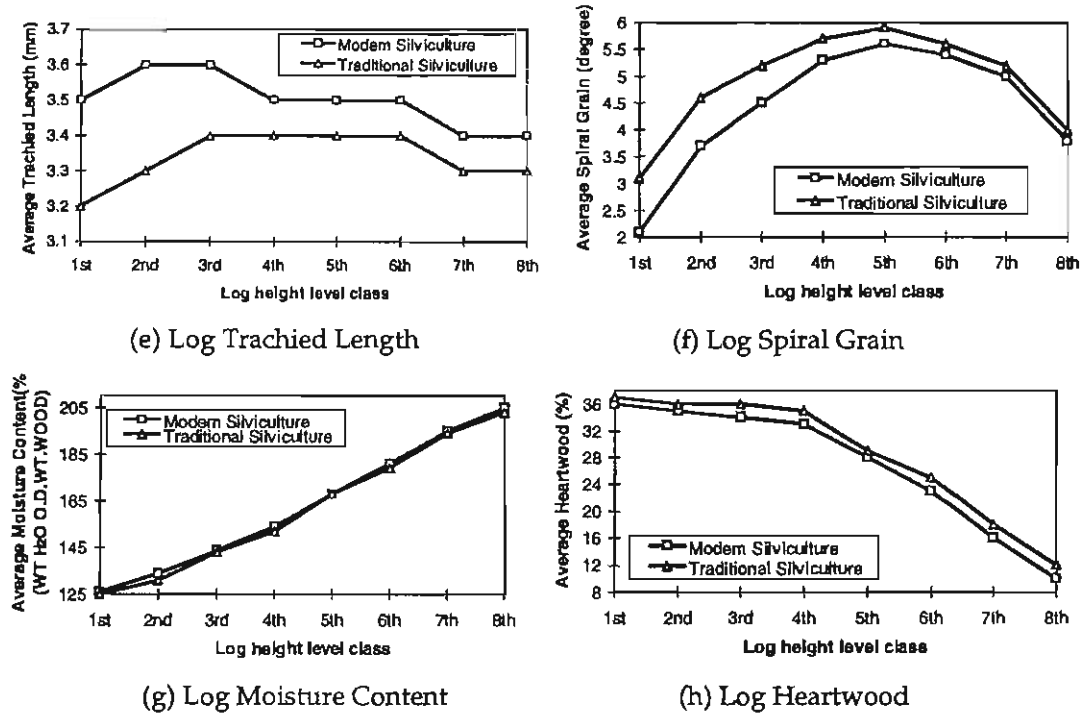 3.7
3.6
3.5
3.4
3.3
3.2
3.1
Average Trachied Length (mm)
Modem Silviculture
Traditional Silviculture
1st 2nd 3rd 4th 5th 6th 7th 8th
Log height level class
(e) Log Trachied Length
6
5.5
5
4.5
4
3.5
3
2.5
2
Average Spiral Grain (degree)
Modem Silviculture
Traditional Silviculture
1st 2nd 3rd 4th 5th 6th 7th 8th
Log height level class
(f) Log Spiral Grain
205
185
165
145
125
Average Moisture Content(%
(WT H2O O.D.WT.WOOD)
Modem Silviculture
Traditional Silviculture
1st 2nd 3rd 4th 5th 6th 7th 8th
Log height level class
(g) Log Moisture Content
36
32
28
24
20
16
12
8
Average Heartwood (%)
Modem Silviculture
Traditional Silviculture
1st 2nd 3rd 4th 5th 6th 7th 8th
Log height level class
(h) Log Heartwood